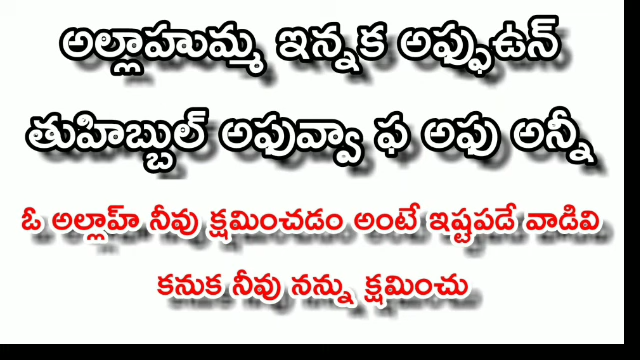 అల్లాహుమ్మ ఇన్నక అఫ్ఫుఉన్
తుహిబ్బుల్ అఫువ్వా ఫ అఫు అన్నీ
ఓ అల్లాహ్ నీవు క్షమించడం అంటే ఇష్టపడే వాడివి
కనుక నీవు నన్ను క్షమించు